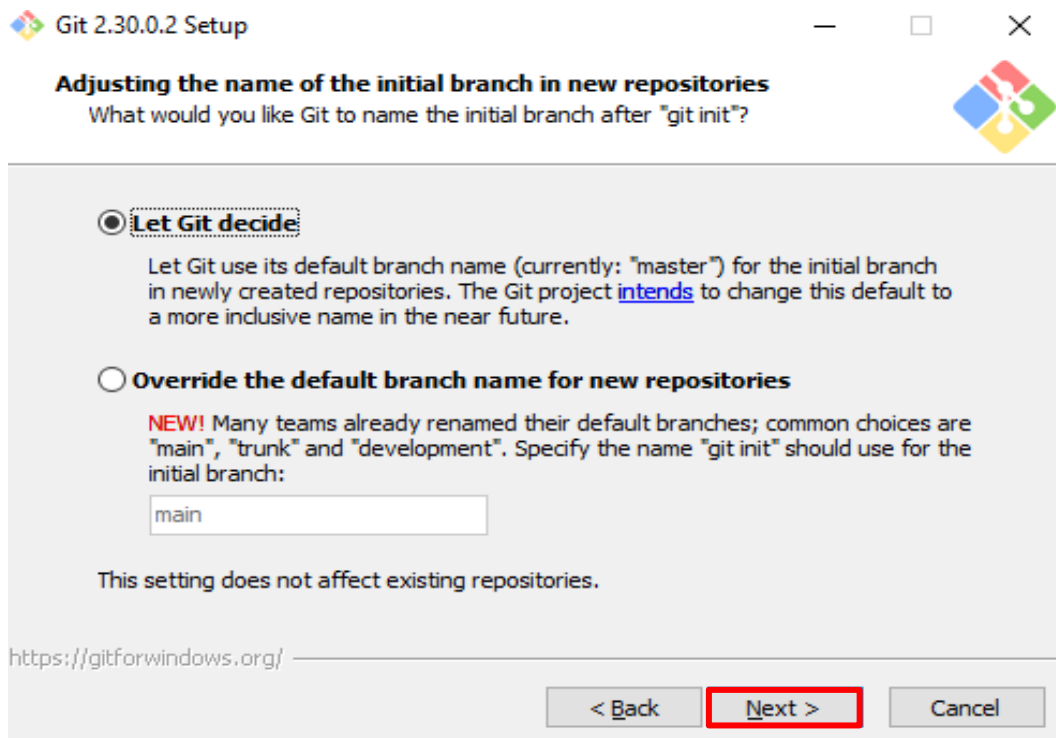 Git 2.30.0.2 Setup
Adjusting the name of the initial branch in new repositories
What would you like Git to name the initial branch after "git init"?
Let Git decide
Let Git use its default branch name (currently: "master") for the initial branch
in newly created repositories. The Git project intends to change this default to
a more inclusive name in the near future.
Override the default branch name for new repositories
NEW! Many teams already renamed their default branches; common choices are
"main", "trunk" and "development". Specify the name "git init" should use for the
initial branch:
main
This setting does not affect existing repositories.
https://gitforwindows.org/
< Back Next > Cancel